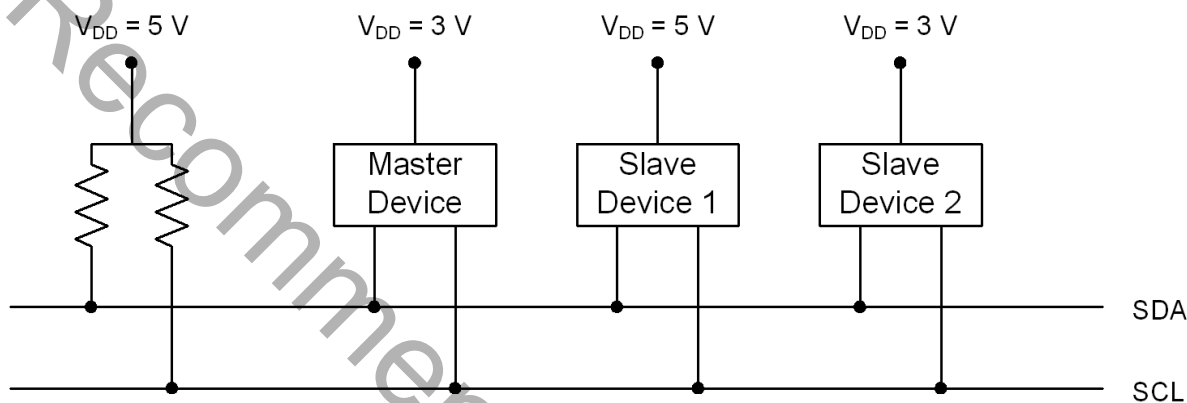 V_DD = 5 V
V_DD = 3 V
V_DD = 5 V
V_DD = 3 V
Master
Device
Slave
Device 1
Slave
Device 2
SDA
SCL
Recommen